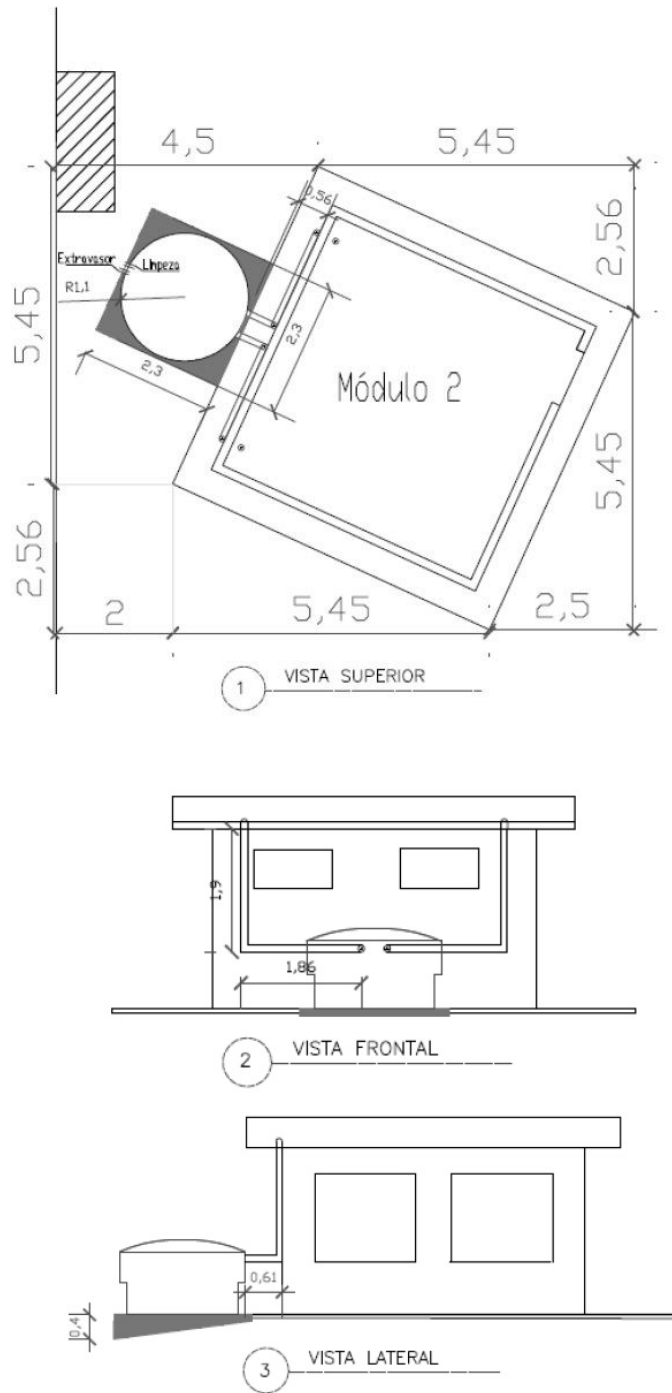 4,5
5,45
0,56
2,56
Extravasor
Limpeza
R1,1
5,45
2,3
2,3
Módulo 2
5,45
2,56
2
5,45
2,5
1 VISTA SUPERIOR
1,9
1,86
2 VISTA FRONTAL
0,61
0,4
3 VISTA LATERAL